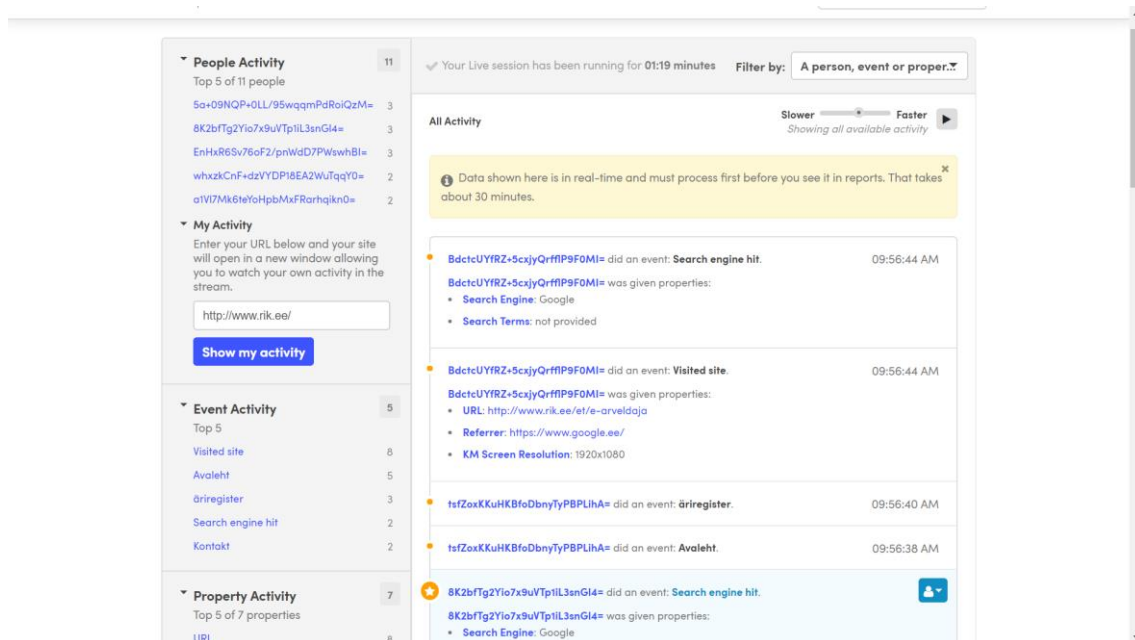 People Activity 11
Top 5 of 11 people
5a+09NQP+0LL/95wqqmPdRoiQzM= 3
8K2bfTg2Yio7x9uVTp1iL3snGI4= 3
EnHxR6Sv76oF2/pnWdD7PWswhBI= 3
whxzkCnF+dzVYDP18EA2WuTqqY0= 2
a1VI7Mk6teYoHpbMxFRarhqikn0= 2
My Activity
Enter your URL below and your site
will open in a new window allowing
you to watch your own activity in the
stream.
http://www.rik.ee/
Show my activity
Event Activity 5
Top 5
Visited site 8
Avaleht 5
äriregister 3
Search engine hit 2
Kontakt 2
Property Activity 7
Top 5 of 7 properties
URL 8
Your Live session has been running for 01:19 minutes
Filter by: A person, event or proper...
All Activity
Slower Faster
Showing all available activity
Data shown here is in real-time and must process first before you see it in reports. That takes
about 30 minutes.
BdctcUYfRZ+5cxjyQrffIP9F0MI= did an event: Search engine hit. 09:56:44 AM
BdctcUYfRZ+5cxjyQrffIP9F0MI= was given properties:
• Search Engine: Google
• Search Terms: not provided
BdctcUYfRZ+5cxjyQrffIP9F0MI= did an event: Visited site. 09:56:44 AM
BdctcUYfRZ+5cxjyQrffIP9F0MI= was given properties:
• URL: http://www.rik.ee/et/e-arveldaja
• Referrer: https://www.google.ee/
• KM Screen Resolution: 1920x1080
tsfZoxKKuHKBfoDbnyTyPBPLihA= did an event: äriregister. 09:56:40 AM
tsfZoxKKuHKBfoDbnyTyPBPLihA= did an event: Avaleht. 09:56:38 AM
8K2bfTg2Yio7x9uVTp1iL3snGI4= did an event: Search engine hit.
8K2bfTg2Yio7x9uVTp1iL3snGI4= was given properties:
• Search Engine: Google